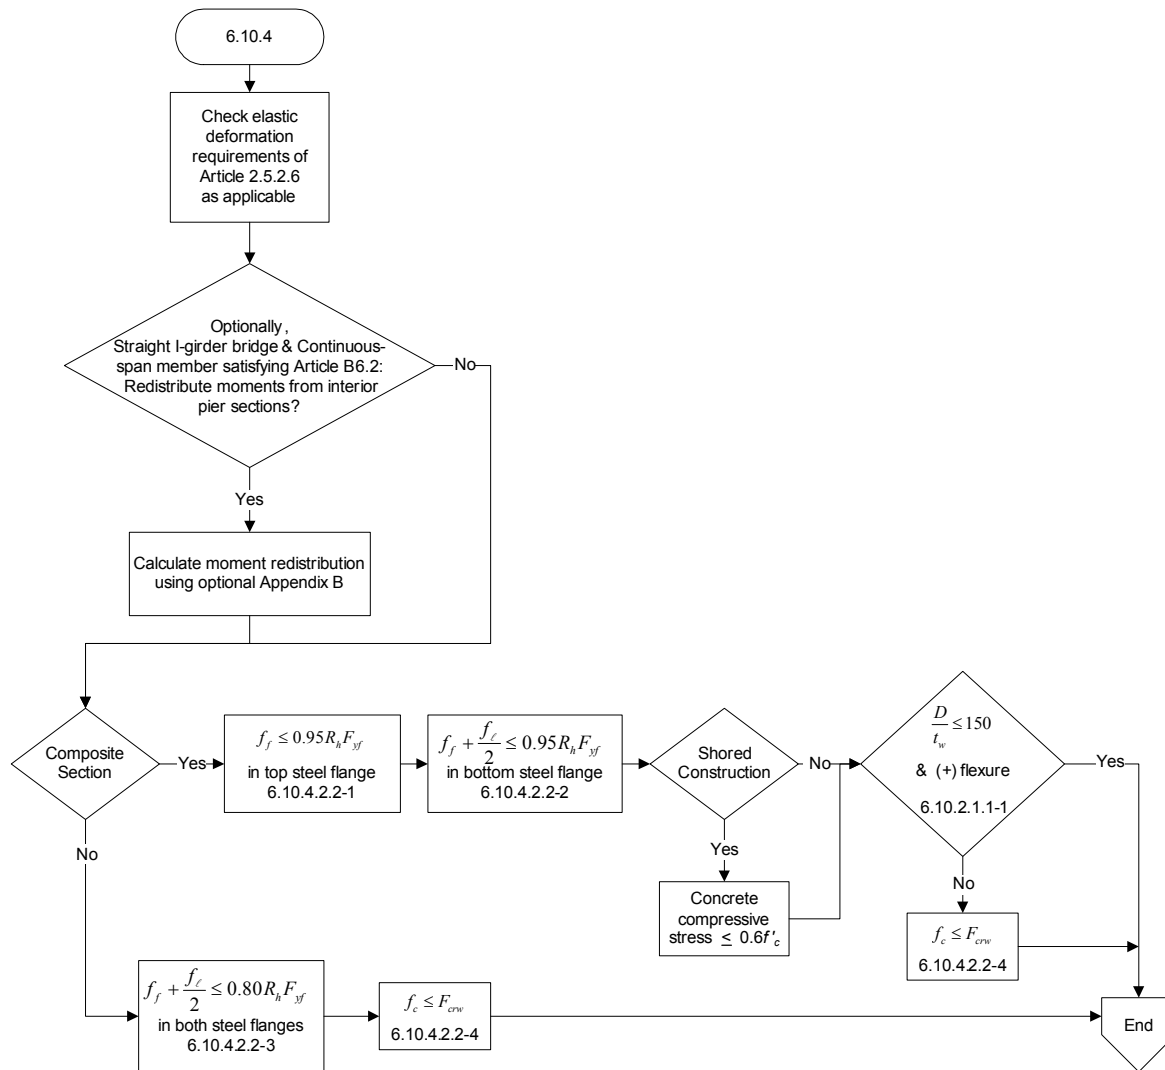 6.10.4
Check elastic
deformation
requirements of
Article 2.5.2.6
as applicable
Optionally,
Straight I-girder bridge & Continuous-
span member satisfying Article B6.2:
Redistribute moments from interior
pier sections?
No
Yes
Calculate moment redistribution
using optional Appendix B
Composite
Section
Yes
f_f ≤ 0.95R_hF_yf
in top steel flange
6.10.4.2.2-1
f_f + f_ℓ/2 ≤ 0.95R_hF_yf
in bottom steel flange
6.10.4.2.2-2
Shored
Construction
No
Yes
Concrete
compressive
stress ≤ 0.6f'_c
D/t_w ≤ 150
& (+) flexure
6.10.2.1.1-1
Yes
No
f_c ≤ F_crw
6.10.4.2.2-4
No
f_f + f_ℓ/2 ≤ 0.80R_hF_yf
in both steel flanges
6.10.4.2.2-3
f_c ≤ F_crw
6.10.4.2.2-4
End